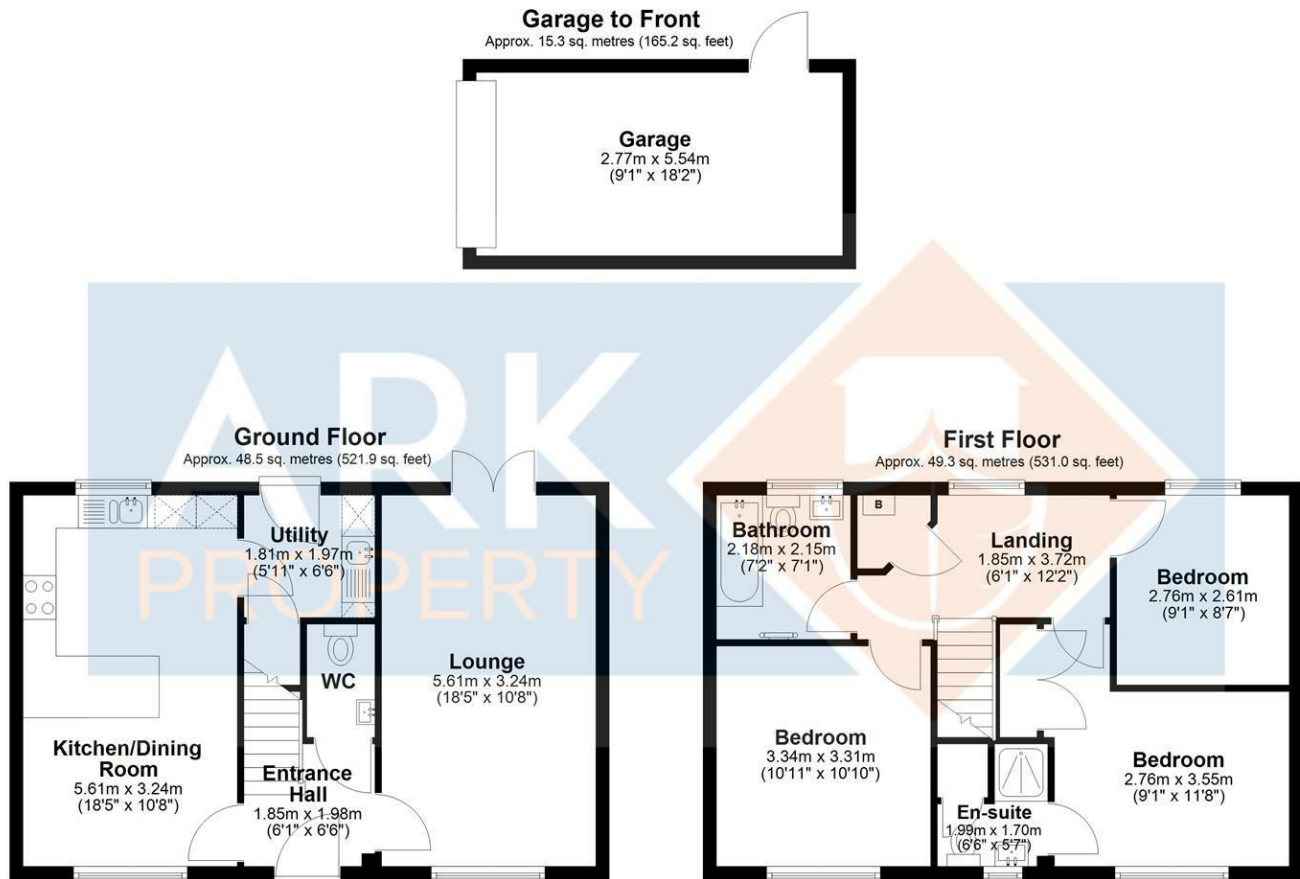 Garage to Front
Approx. 15.3 sq. metres (165.2 sq. feet)
Garage
2.77m x 5.54m
(9'1" x 18'2")
ARK
PROPERTY
Ground Floor
Approx. 48.5 sq. metres (521.9 sq. feet)
Utility
1.81m x 1.97m
(5'11" x 6'6")
WC
Lounge
5.61m x 3.24m
(18'5" x 10'8")
Kitchen/Dining
Room
5.61m x 3.24m
(18'5" x 10'8")
Entrance
Hall
1.85m x 1.98m
(6'1" x 6'6")
First Floor
Approx. 49.3 sq. metres (531.0 sq. feet)
B
Bathroom
2.18m x 2.15m
(7'2" x 7'1")
Landing
1.85m x 3.72m
(6'1" x 12'2")
Bedroom
2.76m x 2.61m
(9'1" x 8'7")
Bedroom
3.34m x 3.31m
(10'11" x 10'10")
Bedroom
2.76m x 3.55m
(9'1" x 11'8")
En-suite
1.99m x 1.70m
(6'6" x 5'7")